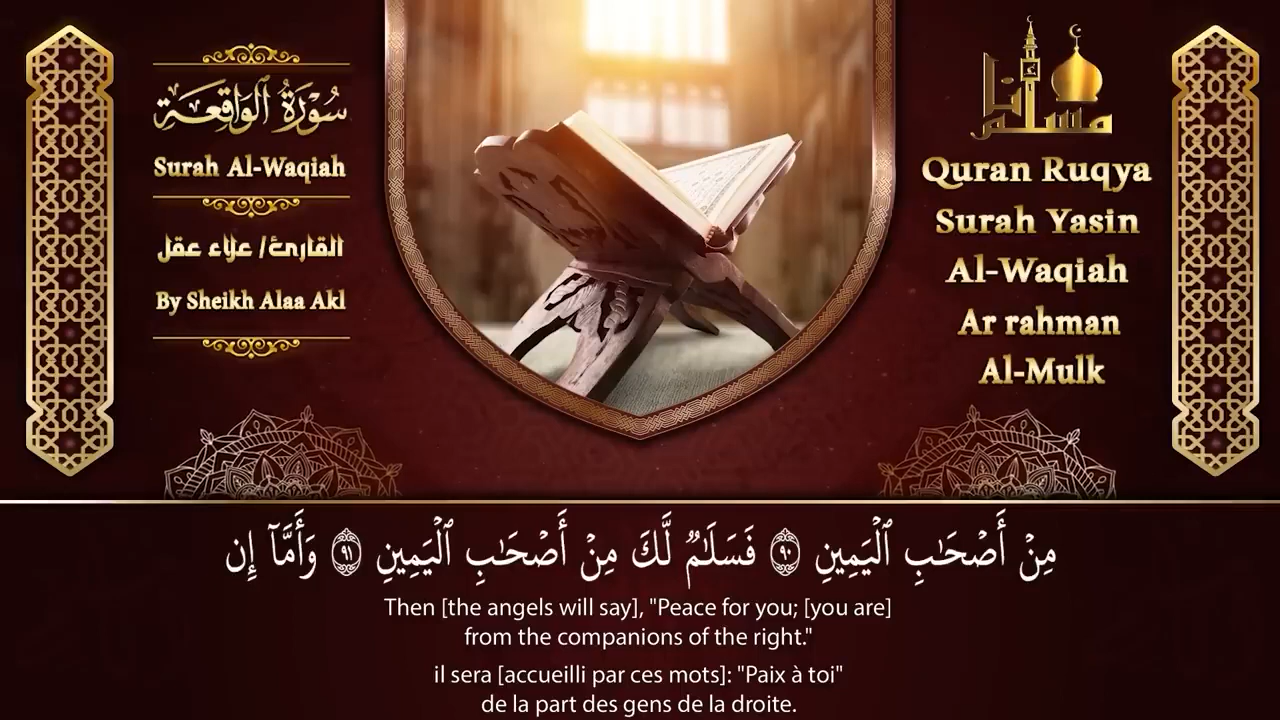 سُورَةُ الوَاقِعَة
Surah Al-Waqiah
القارئ/ علاء عقل
By Sheikh Alaa Akl
مسلم أنا
Quran Ruqya
Surah Yasin
Al-Waqiah
Ar rahman
Al-Mulk
مِنْ أَصْحَٰبِ ٱلْيَمِينِ ٩٠ فَسَلَٰمٌ لَّكَ مِنْ أَصْحَٰبِ ٱلْيَمِينِ ٩١ وَأَمَّآ إِن
Then [the angels will say], "Peace for you; [you are]
from the companions of the right."
il sera [accueilli par ces mots]: "Paix à toi"
de la part des gens de la droite.